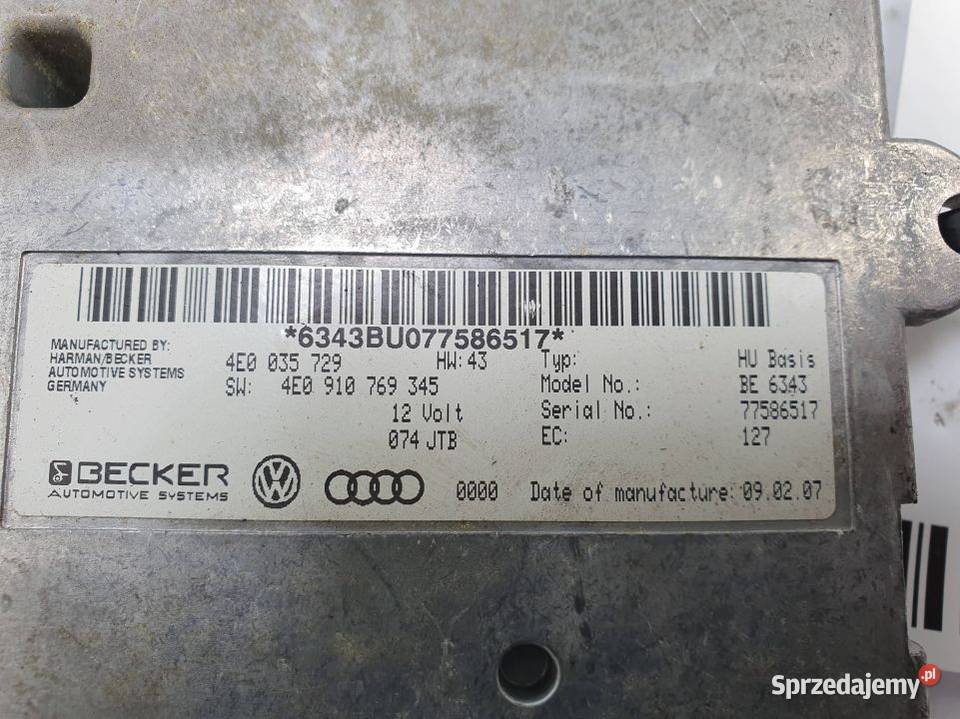 *6343BU077586517*
MANUFACTURED BY:
HARMAN/BECKER
AUTOMOTIVE SYSTEMS
GERMANY
4E0 035 729 HW:43
SW: 4E0 910 769 345
12 Volt
074 JTB
Typ: HU Basis
Model No.: BE 6343
Serial No.: 77586517
EC: 127
BECKER
AUTOMOTIVE SYSTEMS
0000 Date of manufacture: 09.02.07
Sprzedajemy.pl